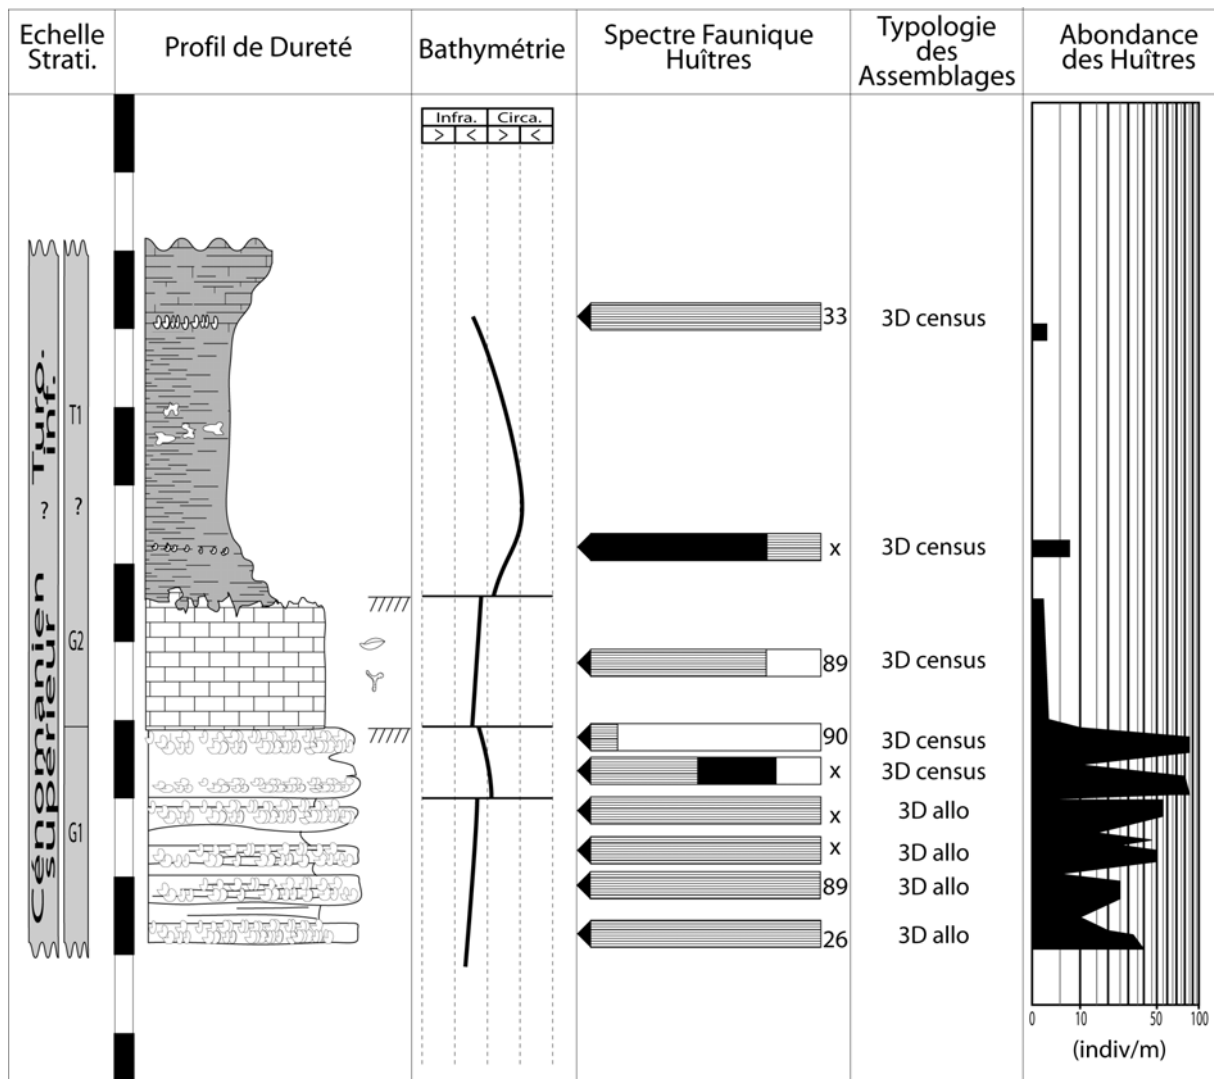 Echelle
Strati.
Profil de Dureté
Bathymétrie
Spectre Faunique
Huîtres
Typologie
des
Assemblages
Abondance
des Huîtres
Infra. Circa.
> < > <
Cénomanien
supérieur
?
Turo.
inf.
T1
?
G2
G1
33
3D census
x
3D census
89
3D census
90
3D census
x
3D census
x
3D allo
x
3D allo
89
3D allo
26
3D allo
0 10 50 100
(indiv/m)